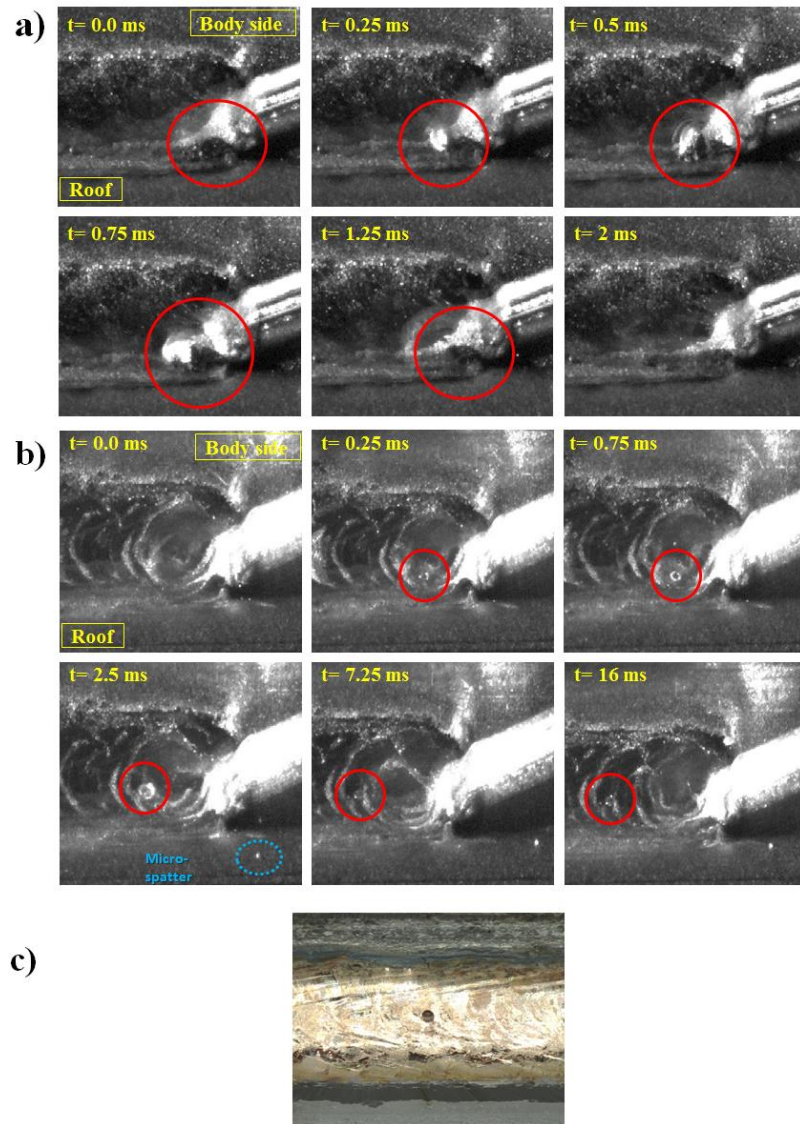 a)
t= 0.0 ms
Body side
t= 0.25 ms
t= 0.5 ms
Roof
t= 0.75 ms
t= 1.25 ms
t= 2 ms
b)
t= 0.0 ms
Body side
t= 0.25 ms
t= 0.75 ms
Roof
t= 2.5 ms
t= 7.25 ms
t= 16 ms
Micro-
spatter
c)